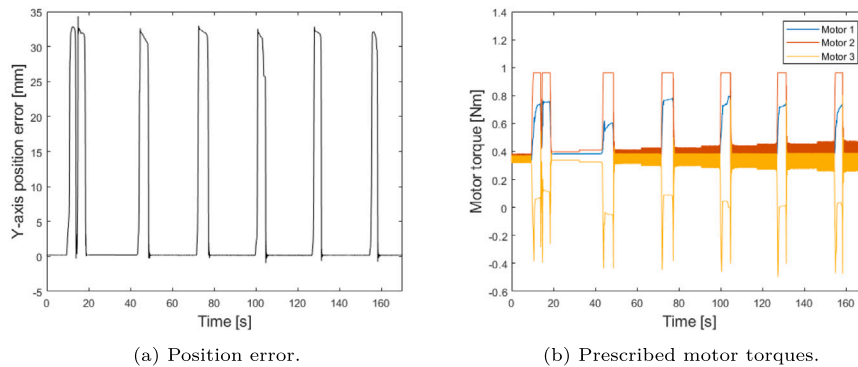 35
30
25
20
15
10
5
0
-5
0 20 40 60 80 100 120 140 160
Y-axis position error [mm]
Time [s]
(a) Position error.
1.4
1.2
1
0.8
0.6
0.4
0.2
0
-0.2
-0.4
-0.6
0 20 40 60 80 100 120 140 160
Motor torque [Nm]
Time [s]
Motor 1
Motor 2
Motor 3
(b) Prescribed motor torques.